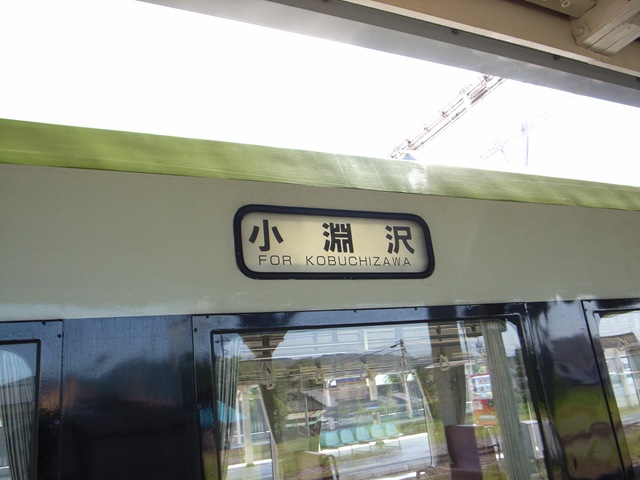 小淵沢
FOR KOBUCHIZAWA